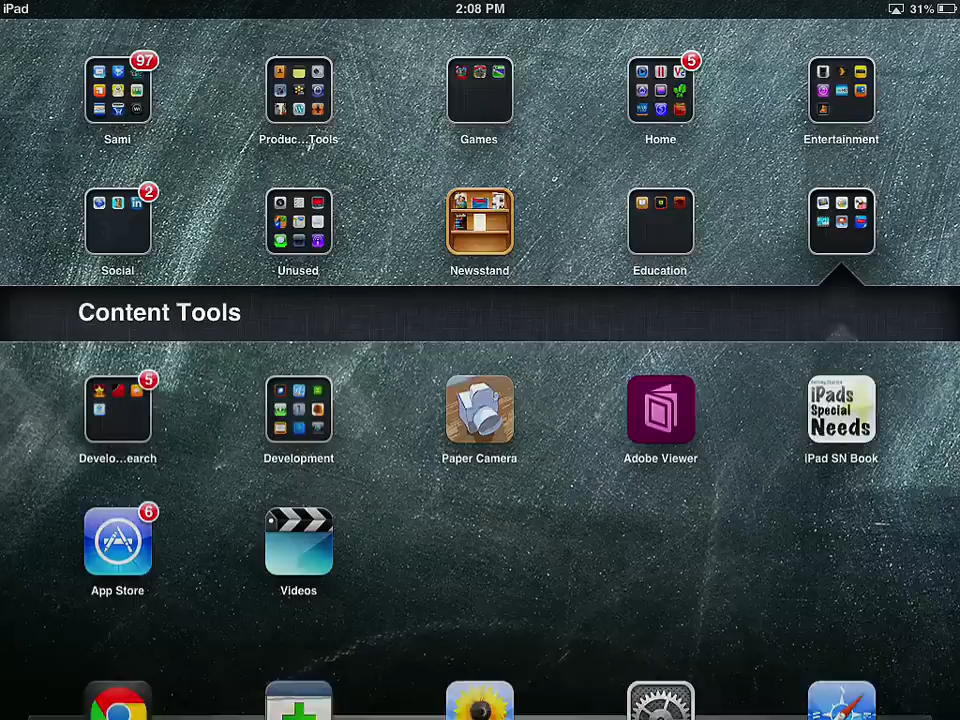 iPad 2:08 PM 31%
97 5
Sami Produc...Tools Games Home Entertainment
2
Social Unused Newsstand Education
Content Tools
5
Getting Started
iPads
Special
Needs
Develo...earch Development Paper Camera Adobe Viewer iPad SN Book
6
App Store Videos